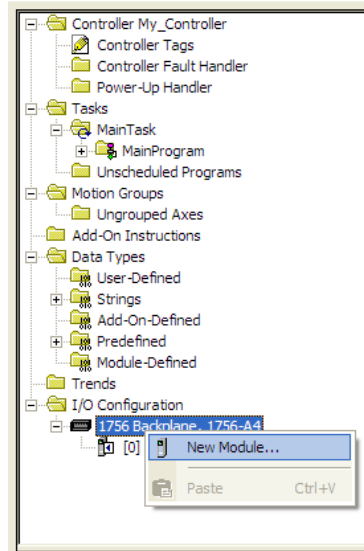 Controller My_Controller
Controller Tags
Controller Fault Handler
Power-Up Handler
Tasks
MainTask
MainProgram
Unscheduled Programs
Motion Groups
Ungrouped Axes
Add-On Instructions
Data Types
User-Defined
Strings
Add-On-Defined
Predefined
Module-Defined
Trends
I/O Configuration
1756 Backplane, 1756-A4
[0]
New Module...
Paste Ctrl+V